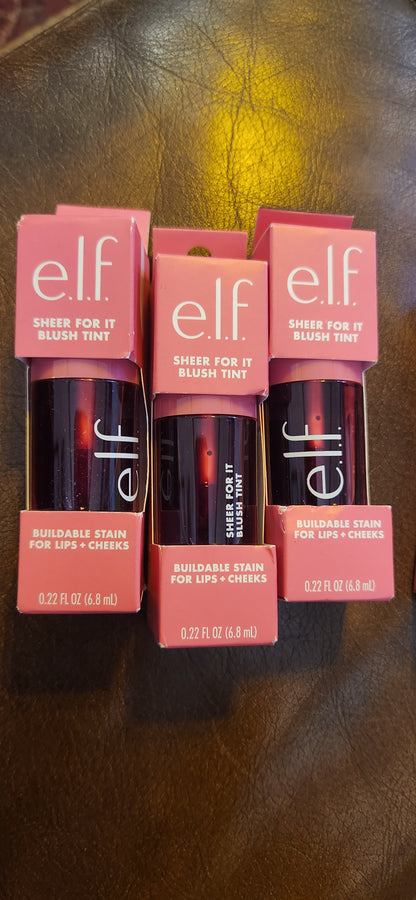 e.l.f.
SHEER FOR IT
BLUSH TINT
e.l.f.
BUILDABLE STAIN
FOR LIPS + CHEEKS
0.22 FL OZ (6.8 mL)
e.l.f.
SHEER FOR IT
BLUSH TINT
SHEER FOR IT
BLUSH TINT
BUILDABLE STAIN
FOR LIPS + CHEEKS
0.22 FL OZ (6.8 mL)
e.l.f.
SHEER FOR IT
BLUSH TINT
e.l.f.
BUILDABLE STAIN
FOR LIPS + CHEEKS
0.22 FL OZ (6.8 mL)